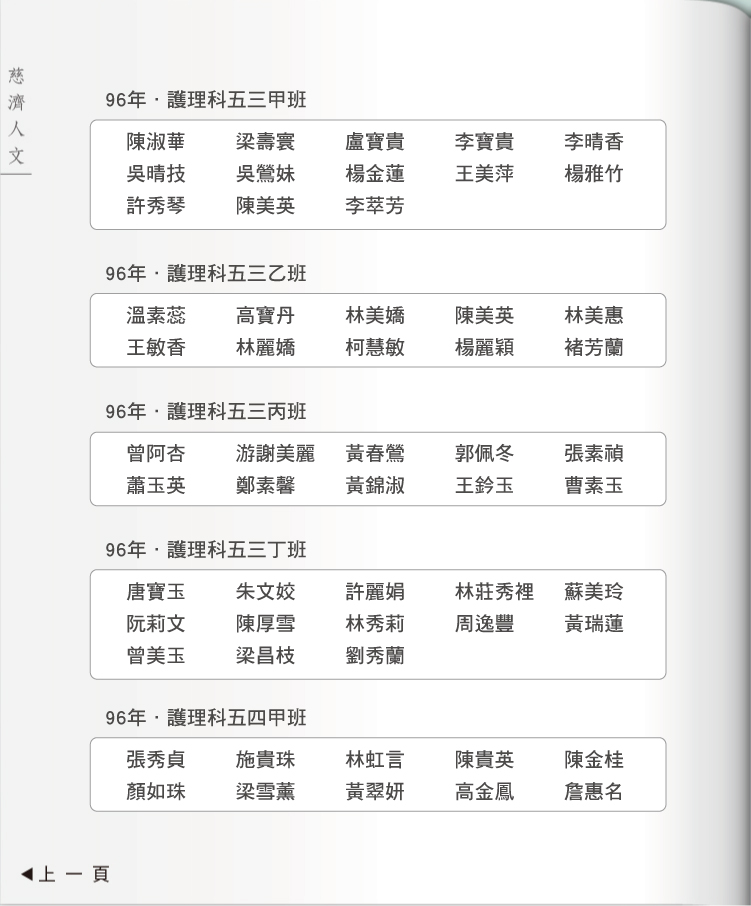 慈濟人文
96年·護理科五三甲班
陳淑華 梁壽寰 盧寶貴 李寶貴 李晴香
吳晴技 吳鶯妹 楊金蓮 王美萍 楊雅竹
許秀琴 陳美英 李萃芳
96年·護理科五三乙班
溫素蕊 高寶丹 林美嬌 陳美英 林美惠
王敏香 林麗嬌 柯慧敏 楊麗穎 褚芳蘭
96年·護理科五三丙班
曾阿杏 游謝美麗 黃春鶯 郭佩冬 張素禎
蕭玉英 鄭素馨 黃錦淑 王鈐玉 曹素玉
96年·護理科五三丁班
唐寶玉 朱文姣 許麗娟 林莊秀裡 蘇美玲
阮莉文 陳厚雪 林秀莉 周逸豐 黃瑞蓮
曾美玉 梁昌枝 劉秀蘭
96年·護理科五四甲班
張秀貞 施貴珠 林虹言 陳貴英 陳金桂
顏如珠 梁雪薰 黃翠妍 高金鳳 詹惠名
◀上一頁